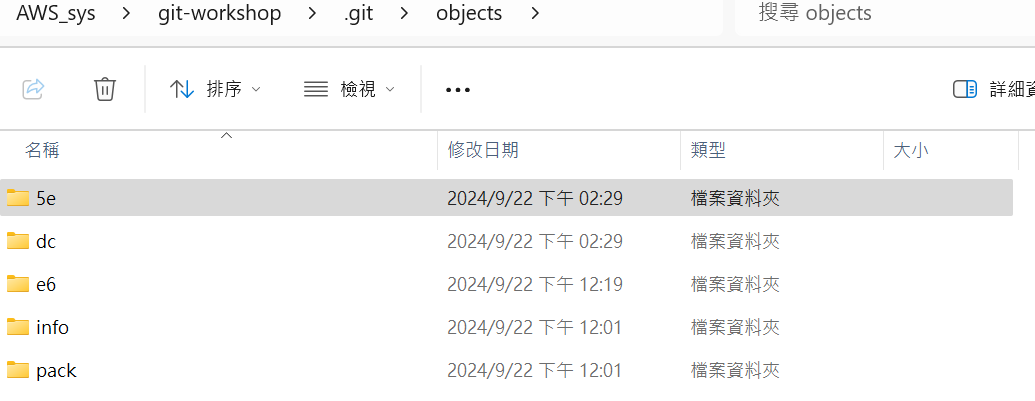 AWS_sys > git-workshop > .git > objects > 搜尋 objects
排序 檢視 ••• 詳細
名稱 修改日期 類型 大小
5e 2024/9/22 下午 02:29 檔案資料夾
dc 2024/9/22 下午 02:29 檔案資料夾
e6 2024/9/22 下午 12:19 檔案資料夾
info 2024/9/22 下午 12:01 檔案資料夾
pack 2024/9/22 下午 12:01 檔案資料夾